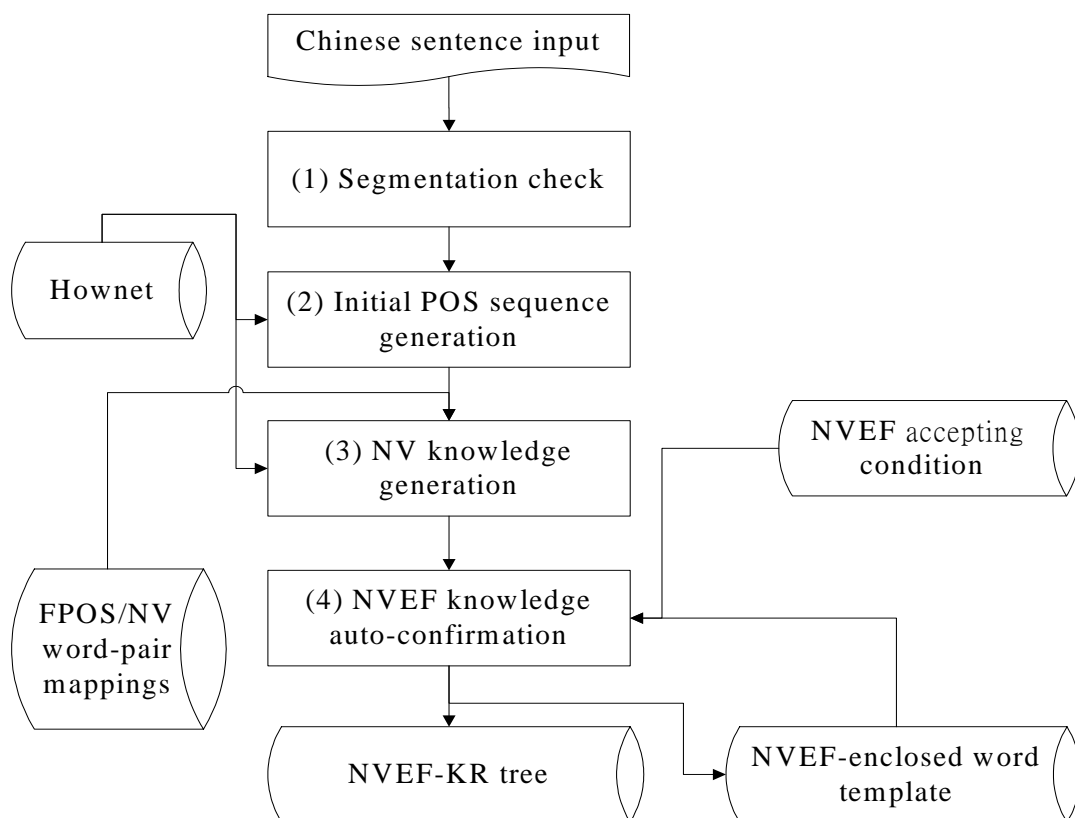 Chinese sentence input
(1) Segmentation check
Hownet
(2) Initial POS sequence
generation
(3) NV knowledge
generation
NVEF accepting
condition
FPOS/NV
word-pair
mappings
(4) NVEF knowledge
auto-confirmation
NVEF-KR tree
NVEF-enclosed word
template